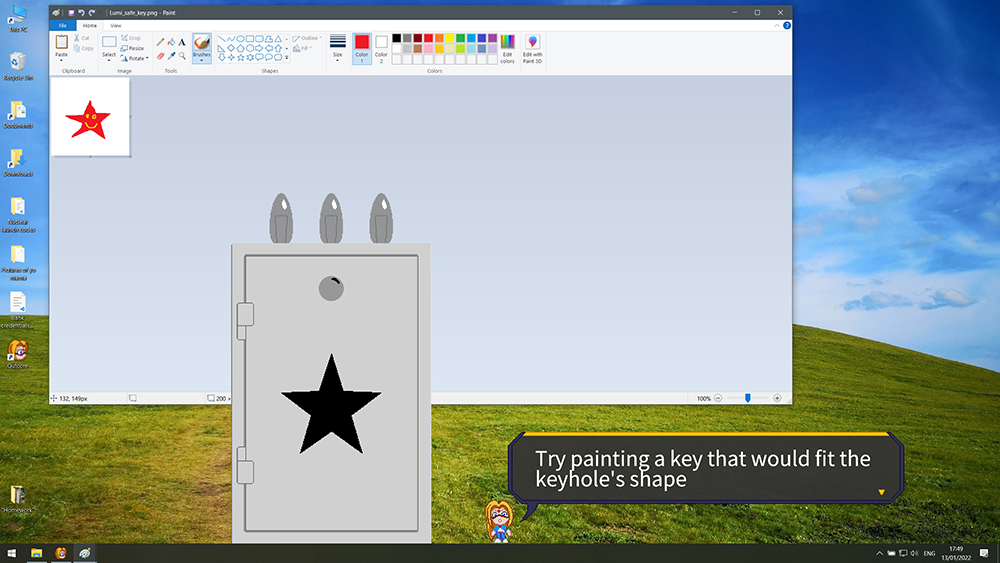 Lumi_safe_key.png - Paint
File Home View
Paste
Cut
Copy
Clipboard
Select
Crop
Resize
Rotate
Image
A
Tools
Brushes
Outline
Fill
Shapes
Size
Color
1
Color
2
Colors
Edit
colors
Edit with
Paint 3D
This PC
Recycle Bin
Documents
Downloads
Nuclear
launch codes
Pictures of yo
mama
Bank
credentials...
Outcore
Homework
132, 149px
200 ×
100%
Try painting a key that would fit the
keyhole's shape
ENG
17:49
13/01/2022